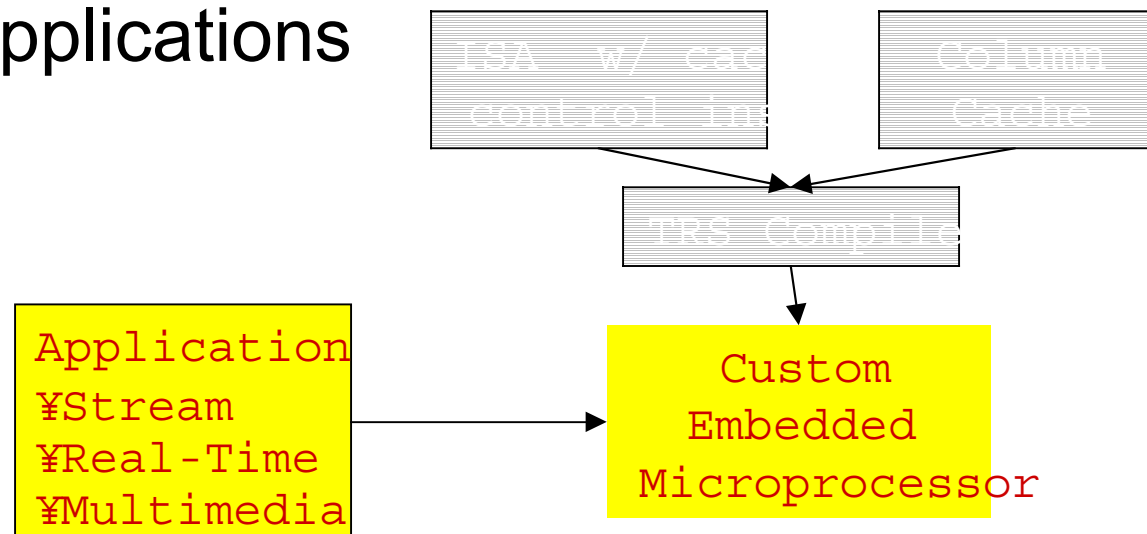 pplications
ISA w/ cac
control ins
Column
Cache
TRS Compile
Application
¥Stream
¥Real-Time
¥Multimedia
Custom
Embedded
Microprocessor